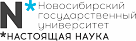 N* Новосибирский
государственный
университет
*НАСТОЯЩАЯ НАУКА